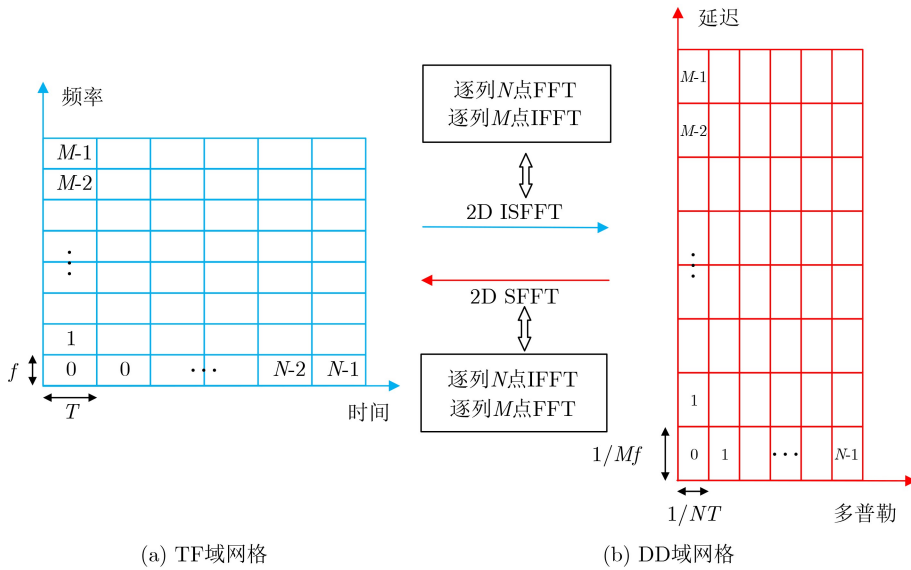 频率
M-1
M-2
⋮
1
0 0 ⋯ N-2 N-1
f
T
时间
(a) TF域网格
逐列N点FFT
逐列M点IFFT
2D ISFFT
2D SFFT
逐列N点IFFT
逐列M点FFT
延迟
M-1
M-2
⋮
1
0 1 ⋯ N-1
1/Mf
1/NT
多普勒
(b) DD域网格